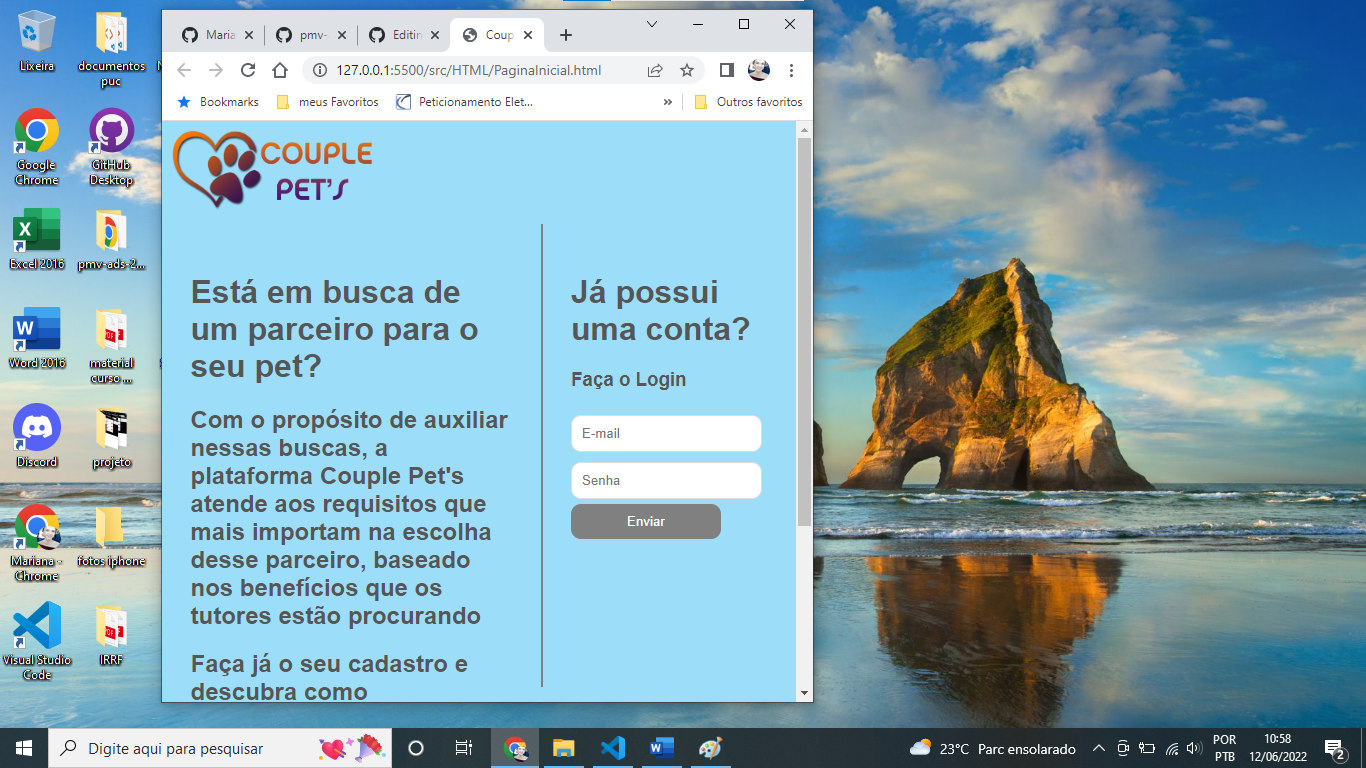 Maria
pmv-
Editin
Coup
127.0.0.1:5500/src/HTML/PaginaInicial.html
Bookmarks
meus Favoritos
Peticionamento Elet...
»
Outros favoritos
COUPLE
PET'S
Está em busca de
um parceiro para o
seu pet?
Com o propósito de auxiliar
nessas buscas, a
plataforma Couple Pet's
atende aos requisitos que
mais importam na escolha
desse parceiro, baseado
nos benefícios que os
tutores estão procurando
Faça já o seu cadastro e
descubra como
Já possui
uma conta?
Faça o Login
E-mail
Senha
Enviar
Lixeira
documentos
puc
Google
Chrome
GitHub
Desktop
Excel 2016
pmv-ads-2...
Word 2016
material
curso ...
Discord
projeto
Mariana -
Chrome
fotos iphone
Visual Studio
Code
IRRF
Digite aqui para pesquisar
23°C Parc ensolarado
POR
PTB
10:58
12/06/2022
2